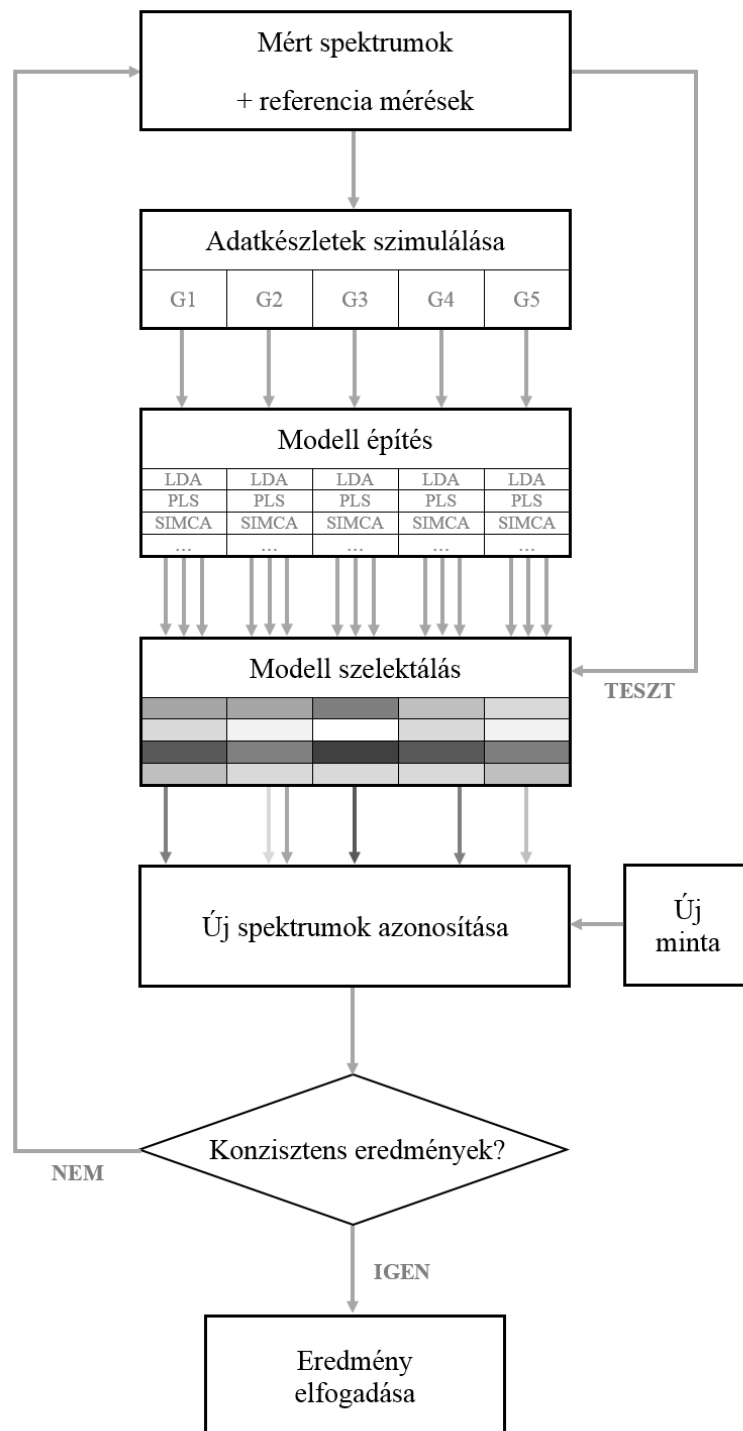 Mért spektrumok
+ referencia mérések
Adatkészletek szimulálása
G1 G2 G3 G4 G5
Modell építés
LDA LDA LDA LDA LDA
PLS PLS PLS PLS PLS
SIMCA SIMCA SIMCA SIMCA SIMCA
... ... ... ... ...
Modell szelektálás
TESZT
Új spektrumok azonosítása
Új
minta
Konzisztens eredmények?
NEM
IGEN
Eredmény
elfogadása